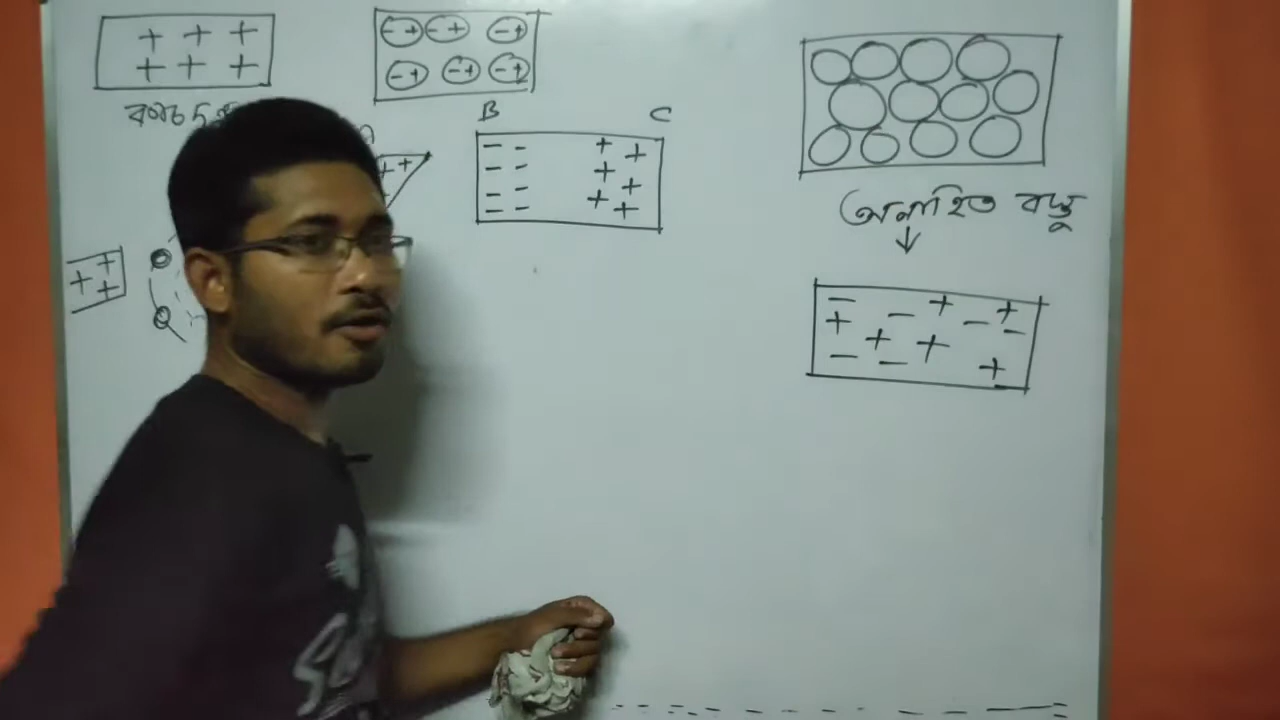 + + +
+ + +
-+ -+ -+
-+ -+ -+
B C
- - + +
- - +
- - + +
- - +
+ +
+ +
অনাহিত বস্তু
↓
- + +
+ - - -
+ +
- - +